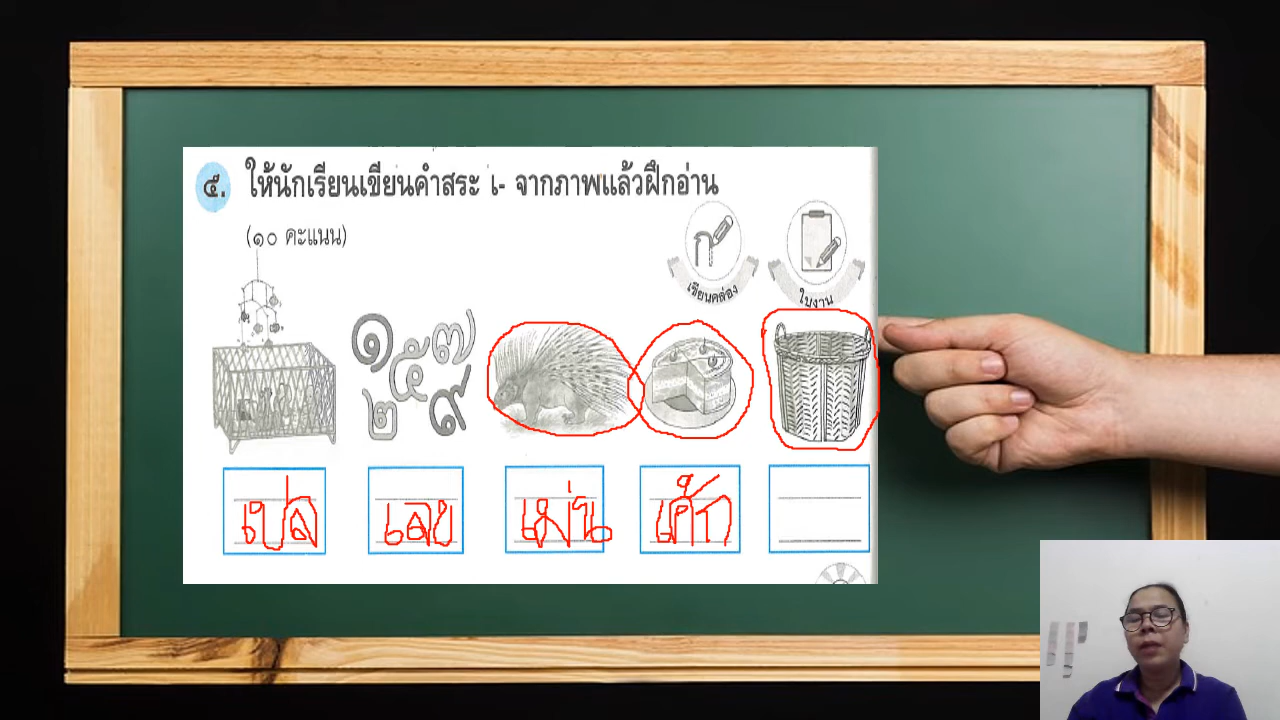 ๕. ให้นักเรียนเขียนคำสระ เ- จากภาพแล้วฝึกอ่าน
(๑๐ คะแนน)
ก
เขียนคล่อง ใบงาน
๑ ๕ ๗
๒ ๙
เปล เลข เม่น เค้ก